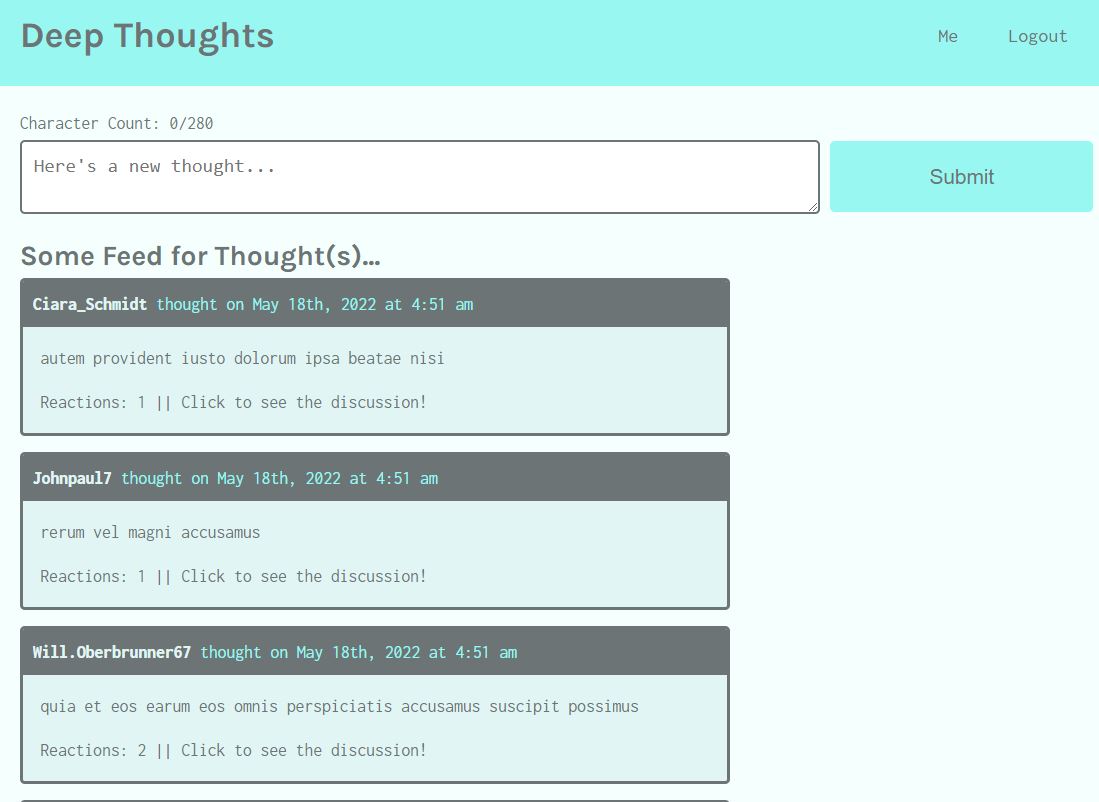 Deep Thoughts
Me Logout
Character Count: 0/280
Here's a new thought...
Submit
Some Feed for Thought(s)...
Ciara_Schmidt thought on May 18th, 2022 at 4:51 am
autem provident iusto dolorum ipsa beatae nisi
Reactions: 1 || Click to see the discussion!
Johnpaul7 thought on May 18th, 2022 at 4:51 am
rerum vel magni accusamus
Reactions: 1 || Click to see the discussion!
Will.Oberbrunner67 thought on May 18th, 2022 at 4:51 am
quia et eos earum eos omnis perspiciatis accusamus suscipit possimus
Reactions: 2 || Click to see the discussion!